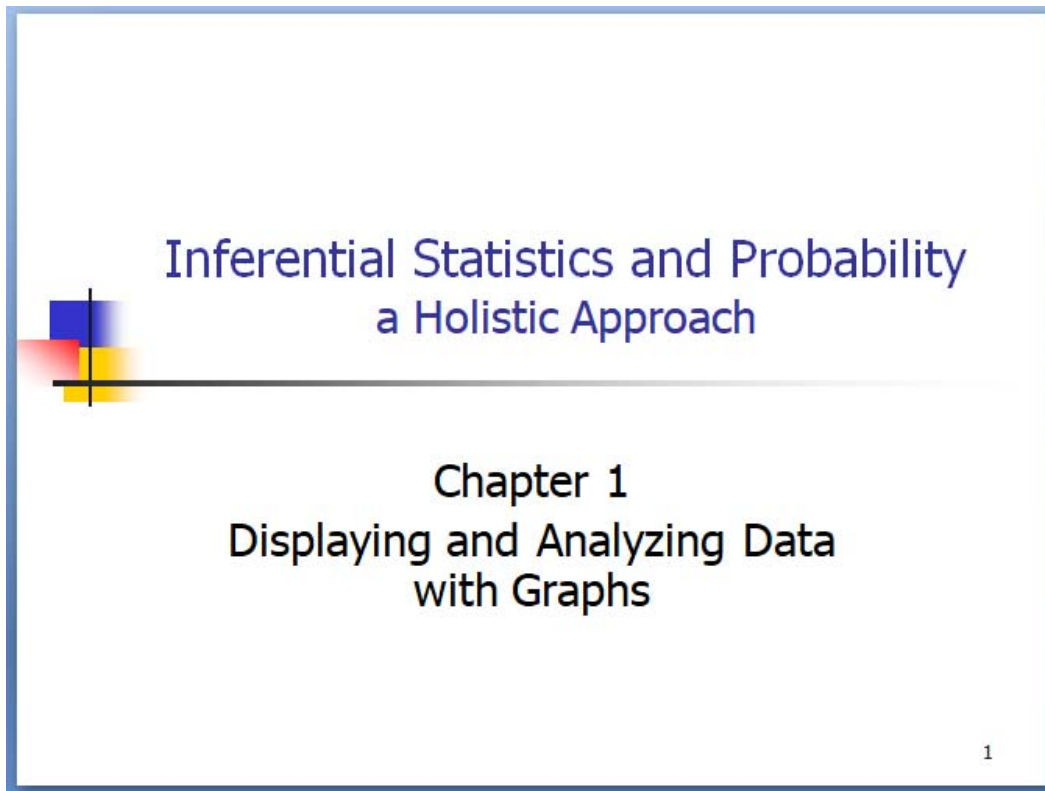 Inferential Statistics and Probability
a Holistic Approach
Chapter 1
Displaying and Analyzing Data
with Graphs
1